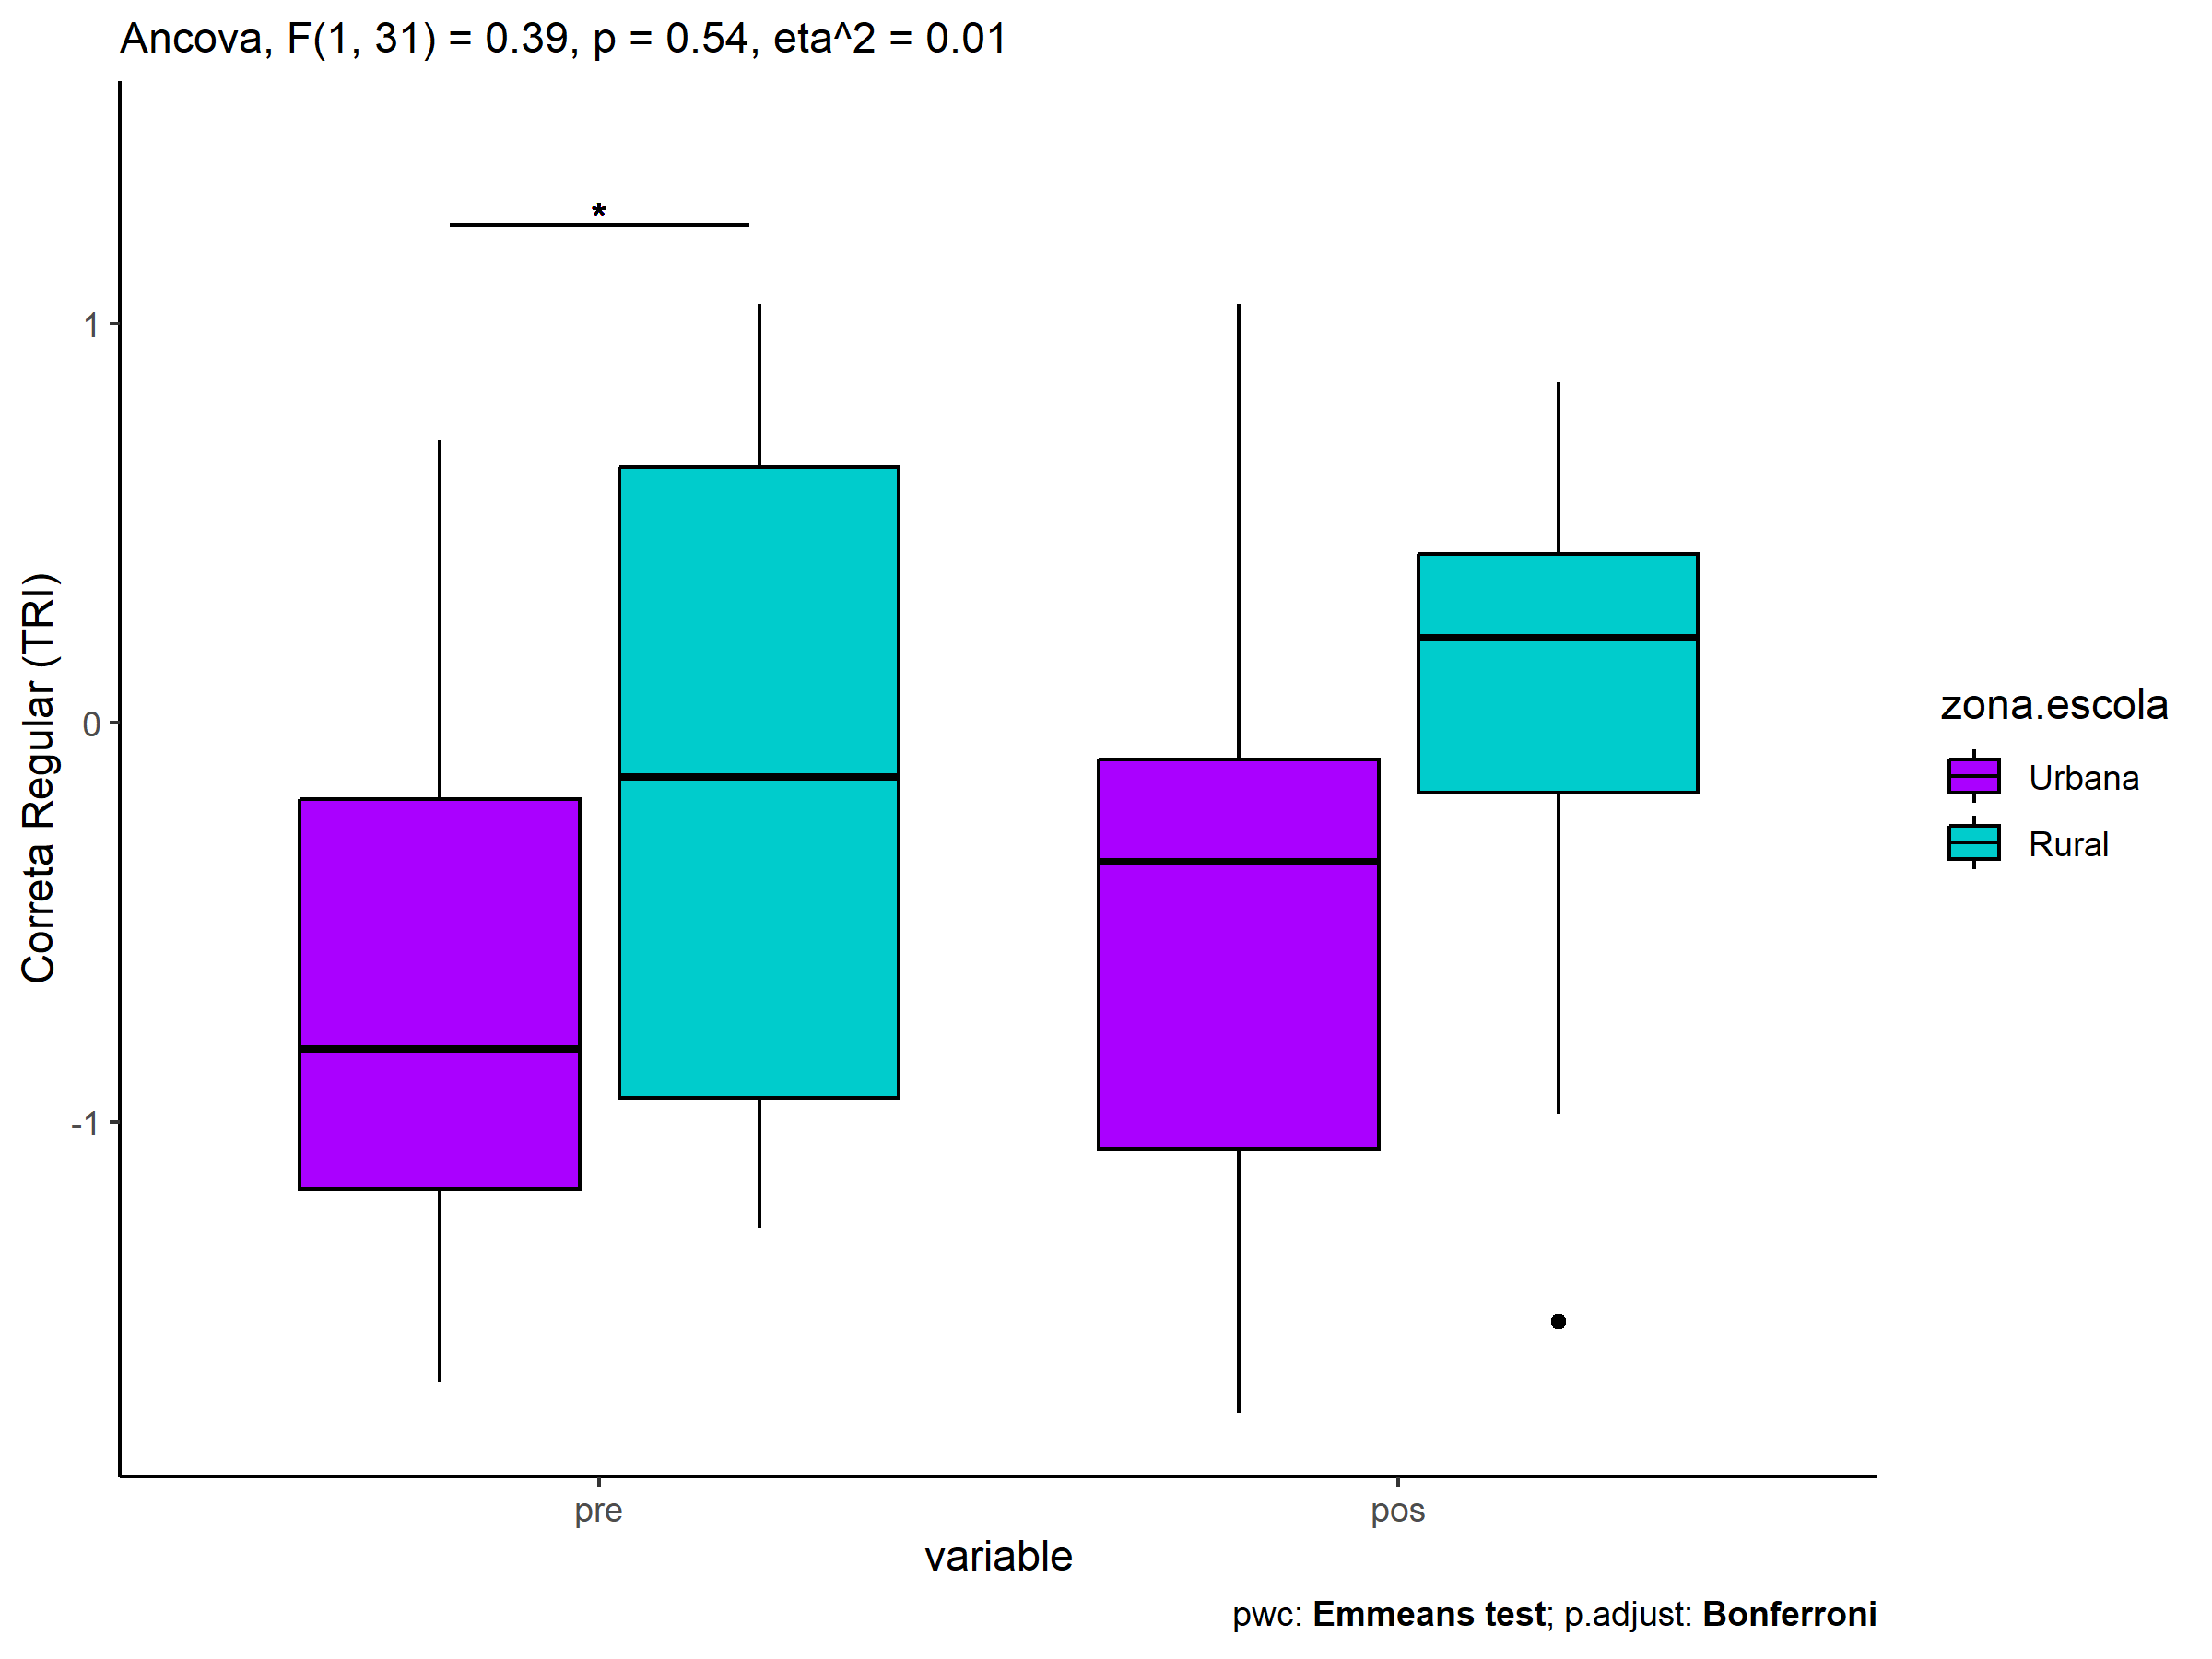 Ancova, F(1, 31) = 0.39, p = 0.54, eta^2 = 0.01
*
1
0
-1
Correta Regular (TRI)
pre
pos
variable
zona.escola
Urbana
Rural
pwc: Emmeans test; p.adjust: Bonferroni